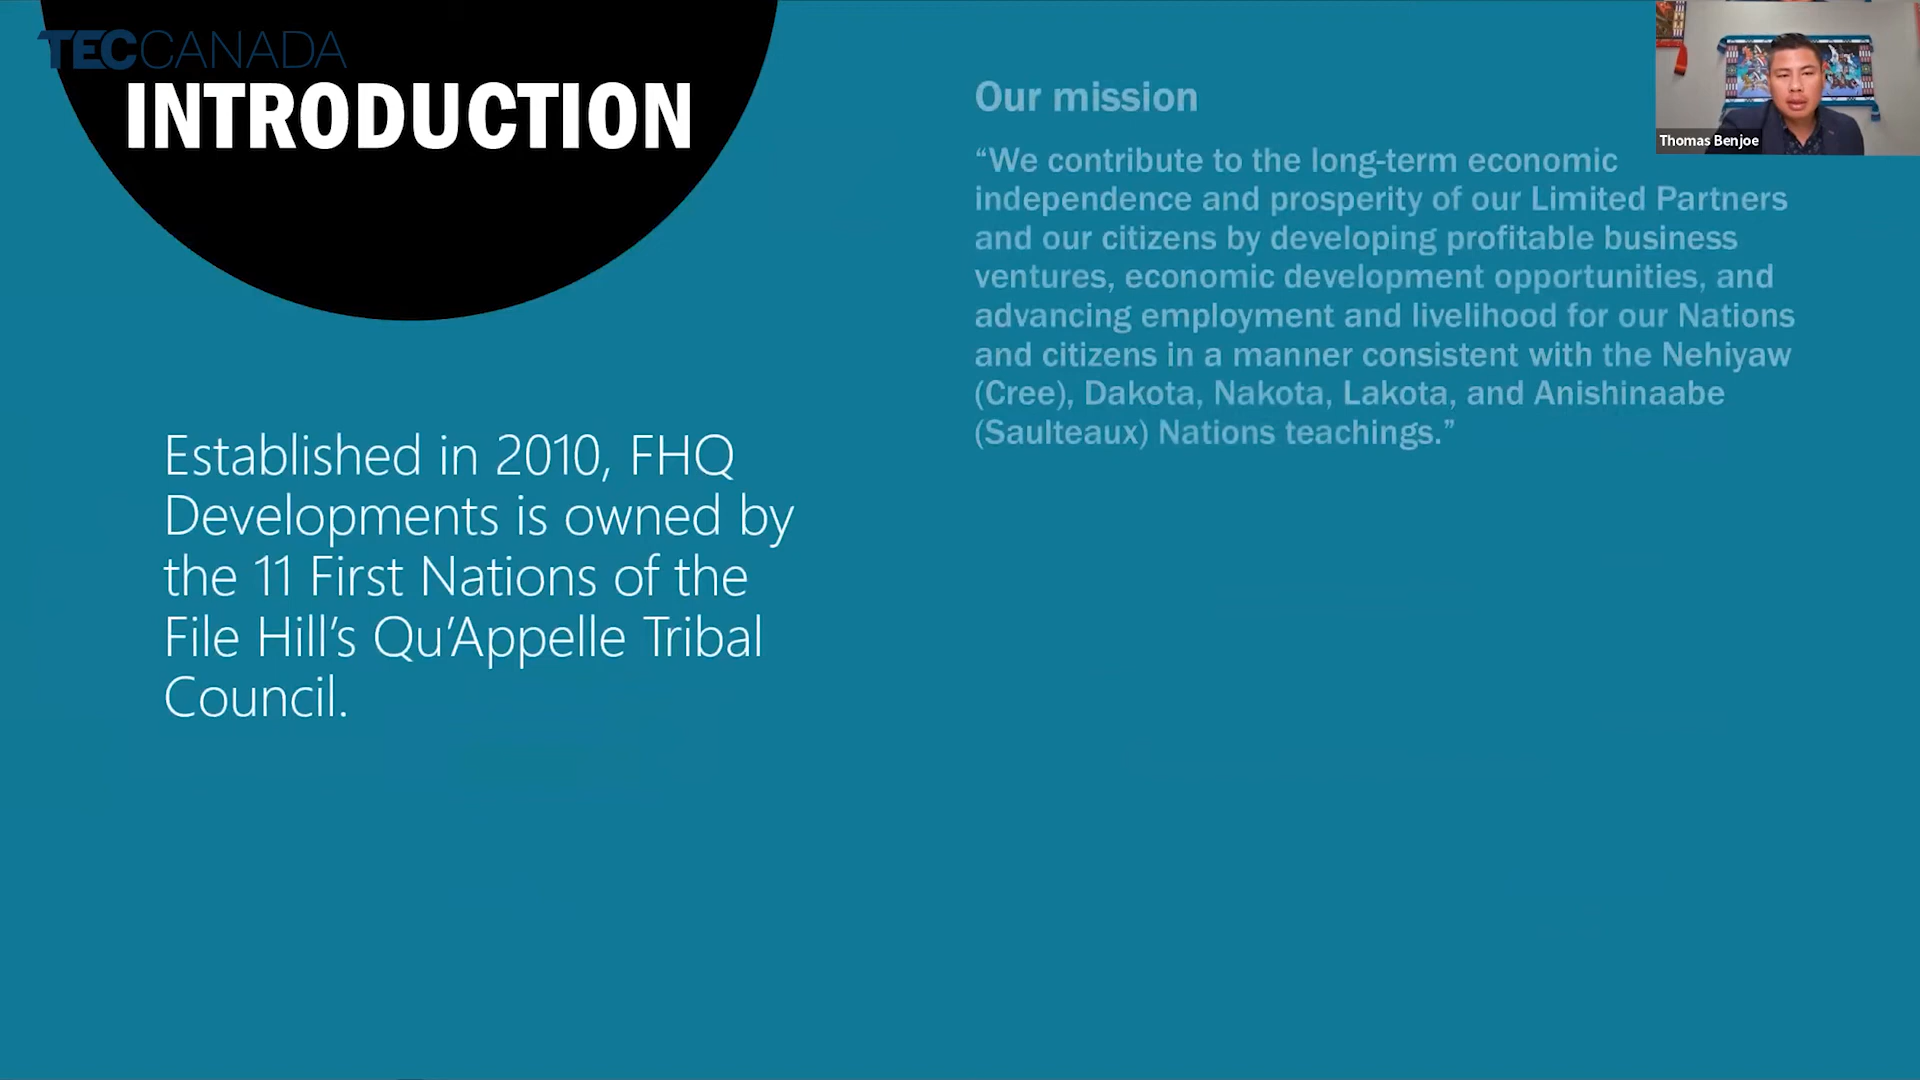 TECCANADA
INTRODUCTION
Established in 2010, FHQ
Developments is owned by
the 11 First Nations of the
File Hill’s Qu’Appelle Tribal
Council.
Our mission
“We contribute to the long-term economic
independence and prosperity of our Limited Partners
and our citizens by developing profitable business
ventures, economic development opportunities, and
advancing employment and livelihood for our Nations
and citizens in a manner consistent with the Nehiyaw
(Cree), Dakota, Nakota, Lakota, and Anishinaabe
(Saulteaux) Nations teachings.”
Thomas Benjoe